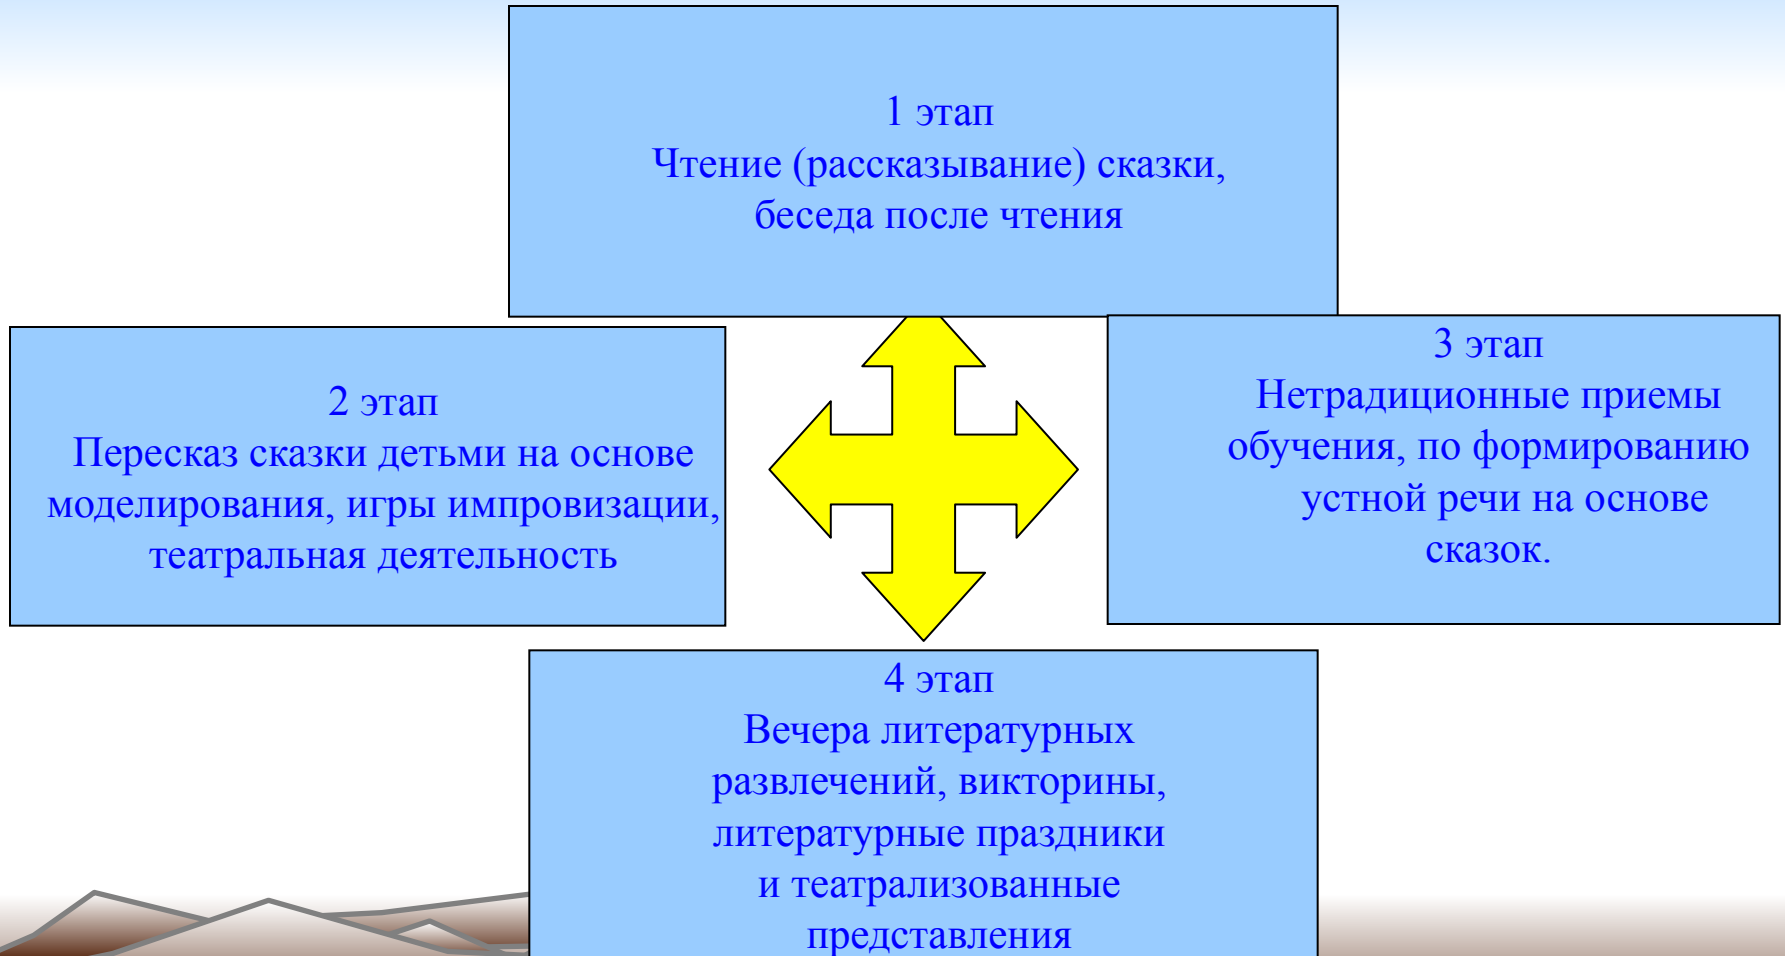 1 этап
Чтение (рассказывание) сказки,
беседа после чтения
2 этап
Пересказ сказки детьми на основе
моделирования, игры импровизации,
театральная деятельность
3 этап
Нетрадиционные приемы
обучения, по формированию
устной речи на основе
сказок.
4 этап
Вечера литературных
развлечений, викторины,
литературные праздники
и театрализованные
представления